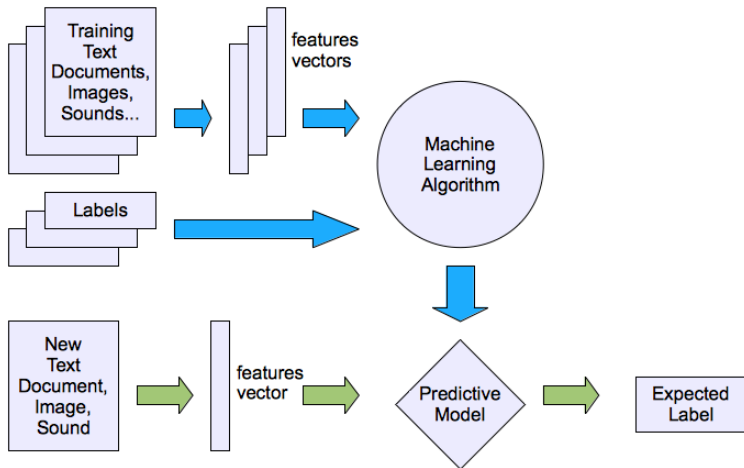 Training
Text
Documents,
Images,
Sounds...
features
vectors
Machine
Learning
Algorithm
Labels
New
Text
Document,
Image,
Sound
features
vector
Predictive
Model
Expected
Label